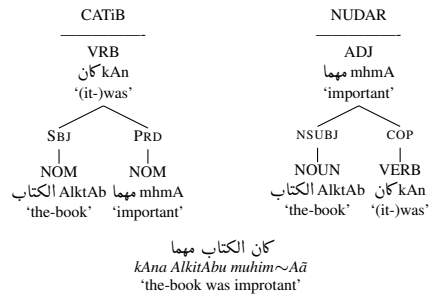 CATiB NUDAR
VRB ADJ
كان kAn مهما mhmA
‘(it-)was’ ‘important’
SBJ PRD NSUBJ COP
NOM NOM NOUN VERB
الكتاب AlktAb مهما mhmA الكتاب AlktAb كان kAn
‘the-book’ ‘important’ ‘the-book’ ‘(it-)was’
كان الكتاب مهما
kAna AlkitAbu muhim∼Aã
‘the-book was improtant’